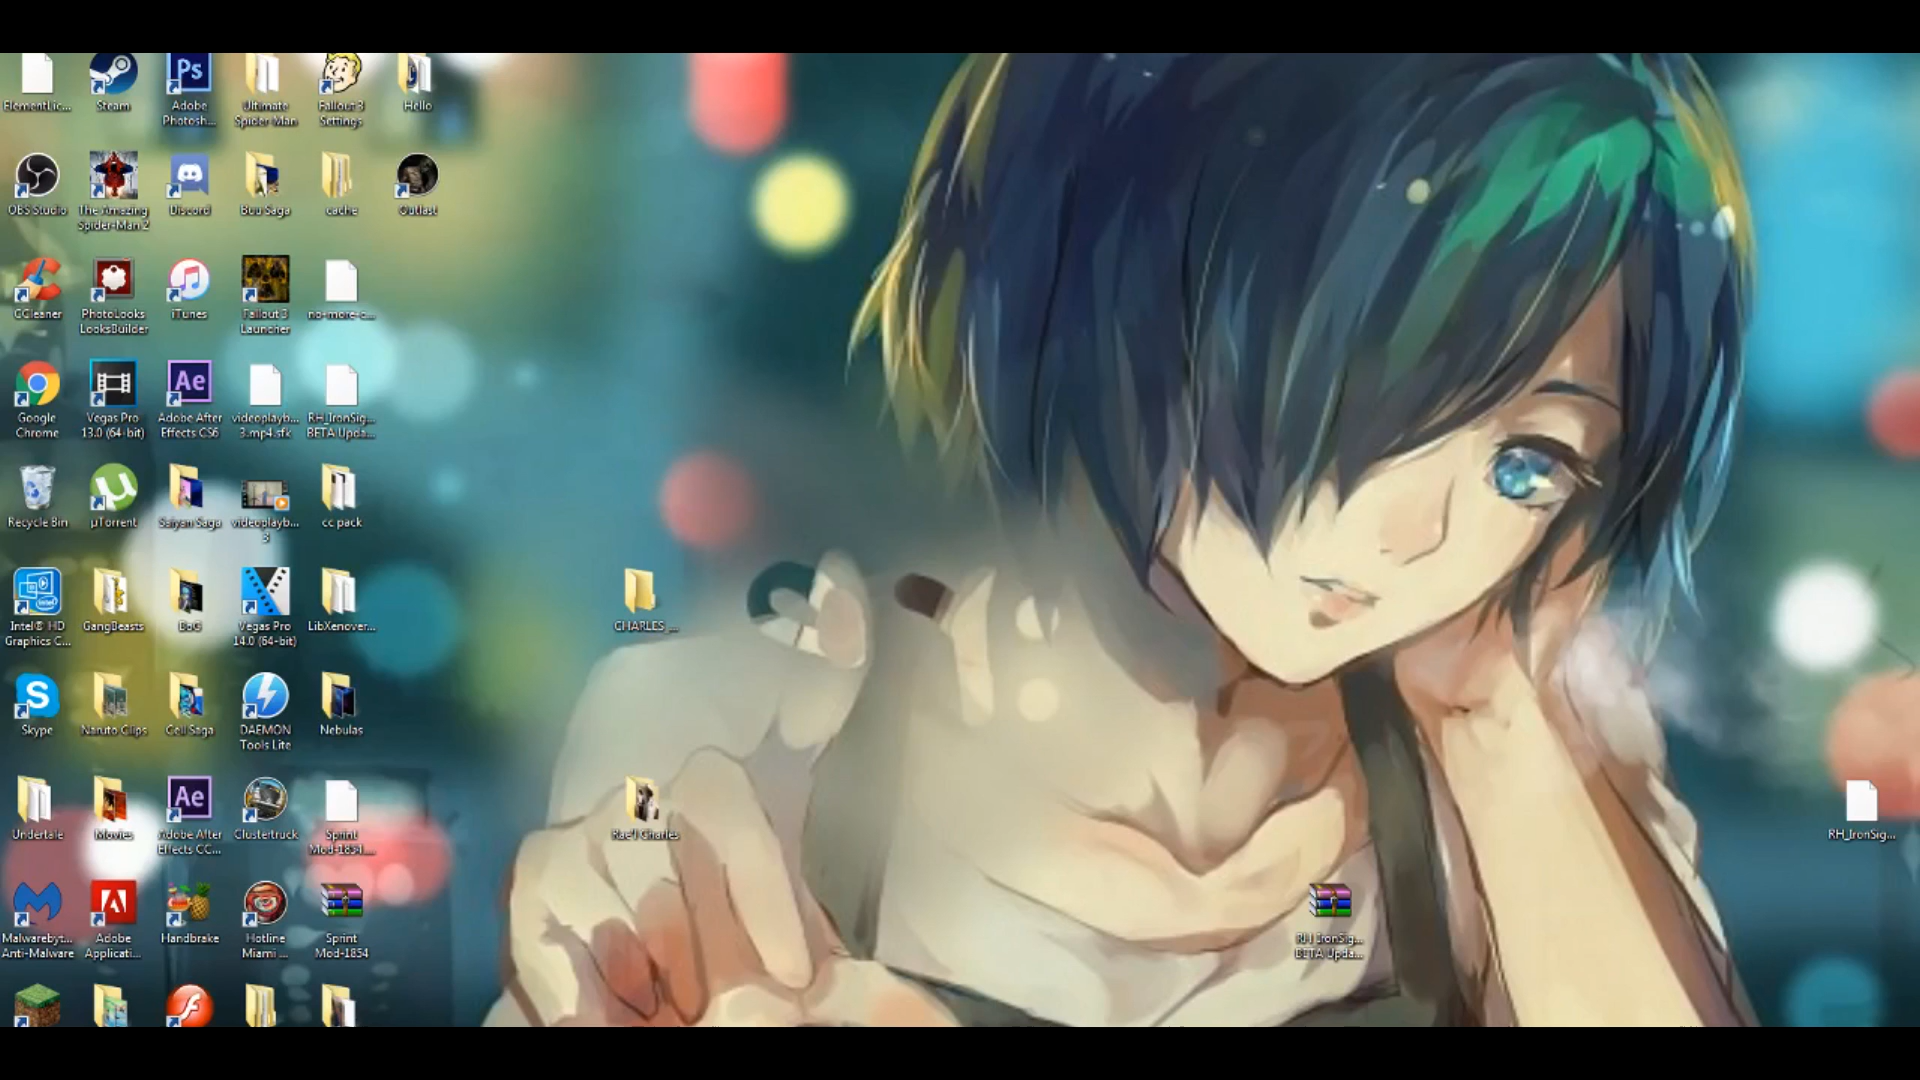 ElementLic...
Steam
Adobe
Photosh...
Ultimate
Spider-Man
Fallout 3
Settings
Hello
OBS Studio
The Amazing
Spider-Man 2
Discord
Buu Saga
cache
Outlast
CCleaner
PhotoLooks
LooksBuilder
iTunes
Fallout 3
Launcher
no-more-c...
Google
Chrome
Vegas Pro
13.0 (64-bit)
Adobe After
Effects CS6
videoplayb...
3.mp4.sfk
RH_IronSig...
BETA Upda...
Recycle Bin
µTorrent
Saiyan Saga
videoplayb...
3
cc pack
Intel® HD
Graphics C...
GangBeasts
Vegas Pro
14.0 (64-bit)
LibXenover...
CHARLES_...
Skype
Naruto Clips
Cell Saga
DAEMON
Tools Lite
Nebulas
Undertale
Movies
Adobe After
Effects CC...
Clustertruck
Sprint
Mod-1854....
Rae'l Charles
RH_IronSig...
Malwarebyt...
Anti-Malware
Adobe
Applicati...
Handbrake
Hotline
Miami ...
Sprint
Mod-1854
RH IronSig...
BETA Upda...